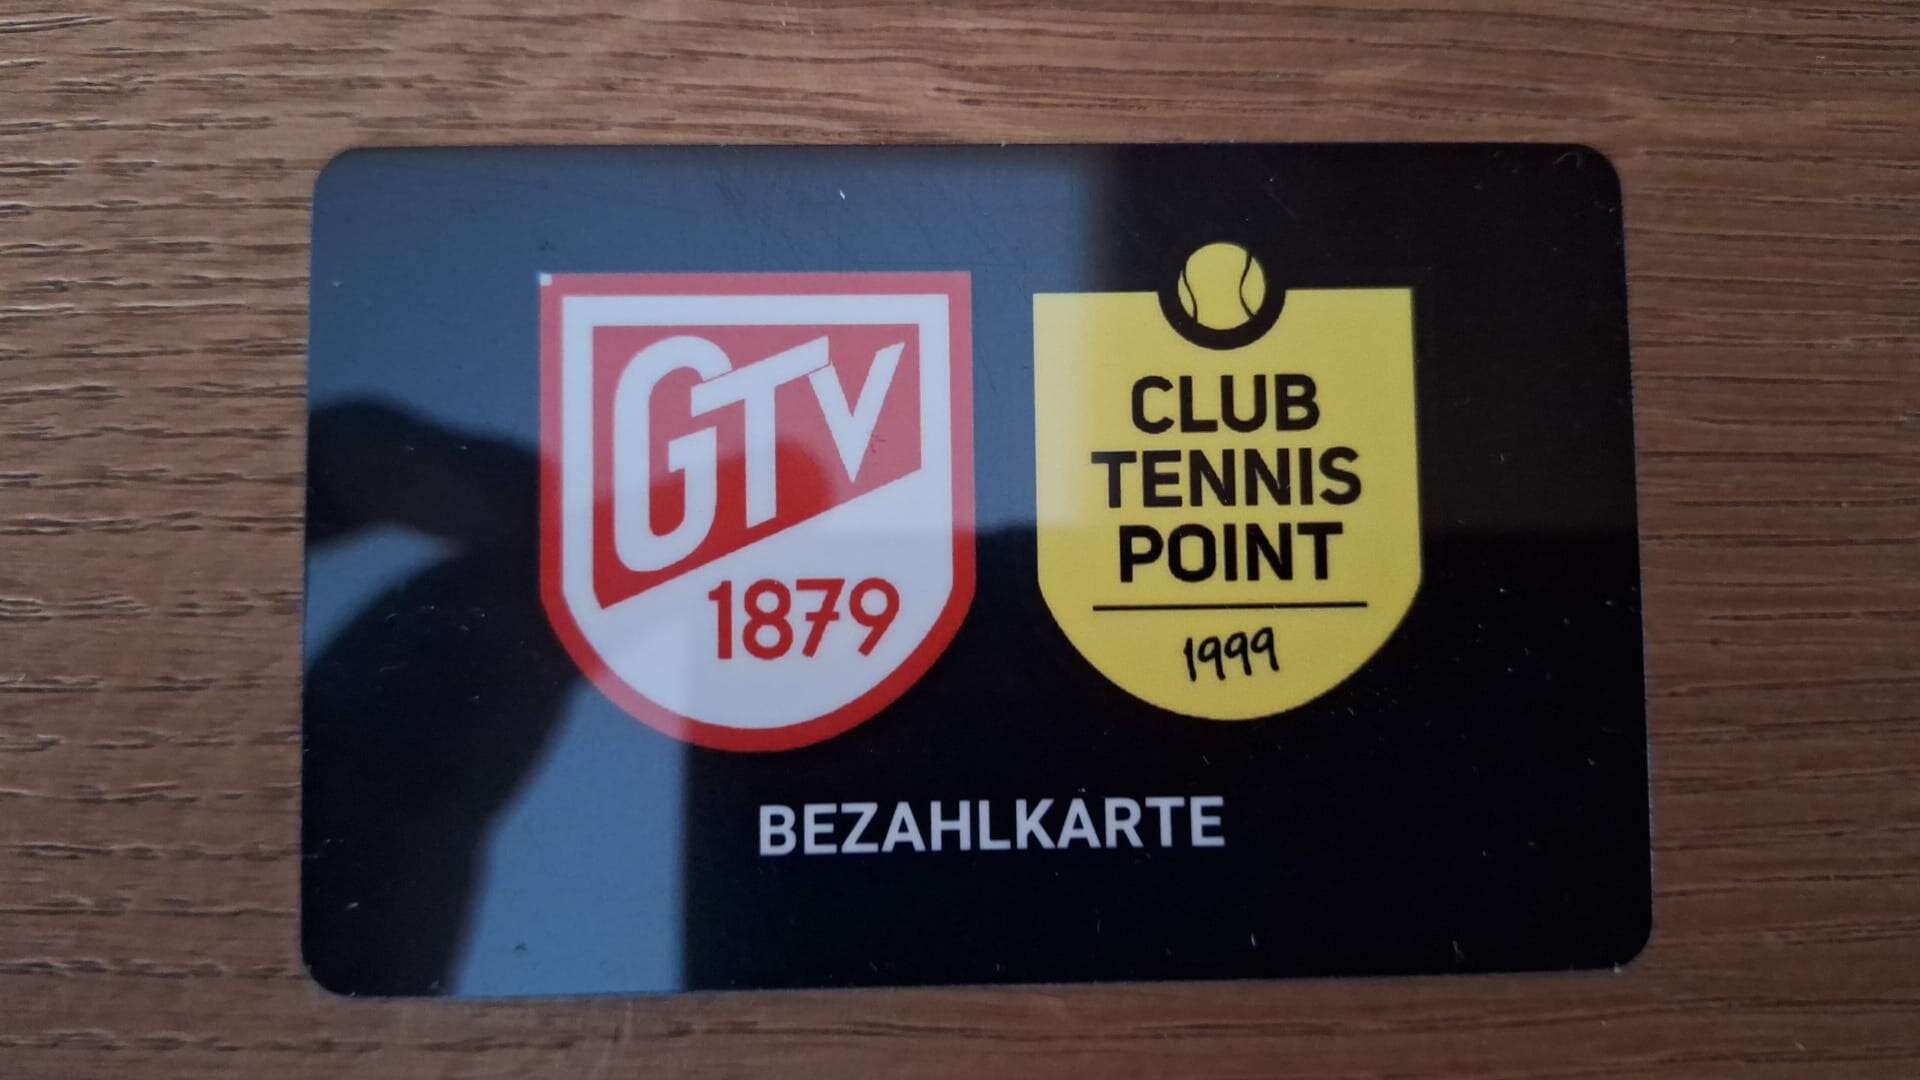 GTV
1879
CLUB
TENNIS
POINT
1999
BEZAHLKARTE